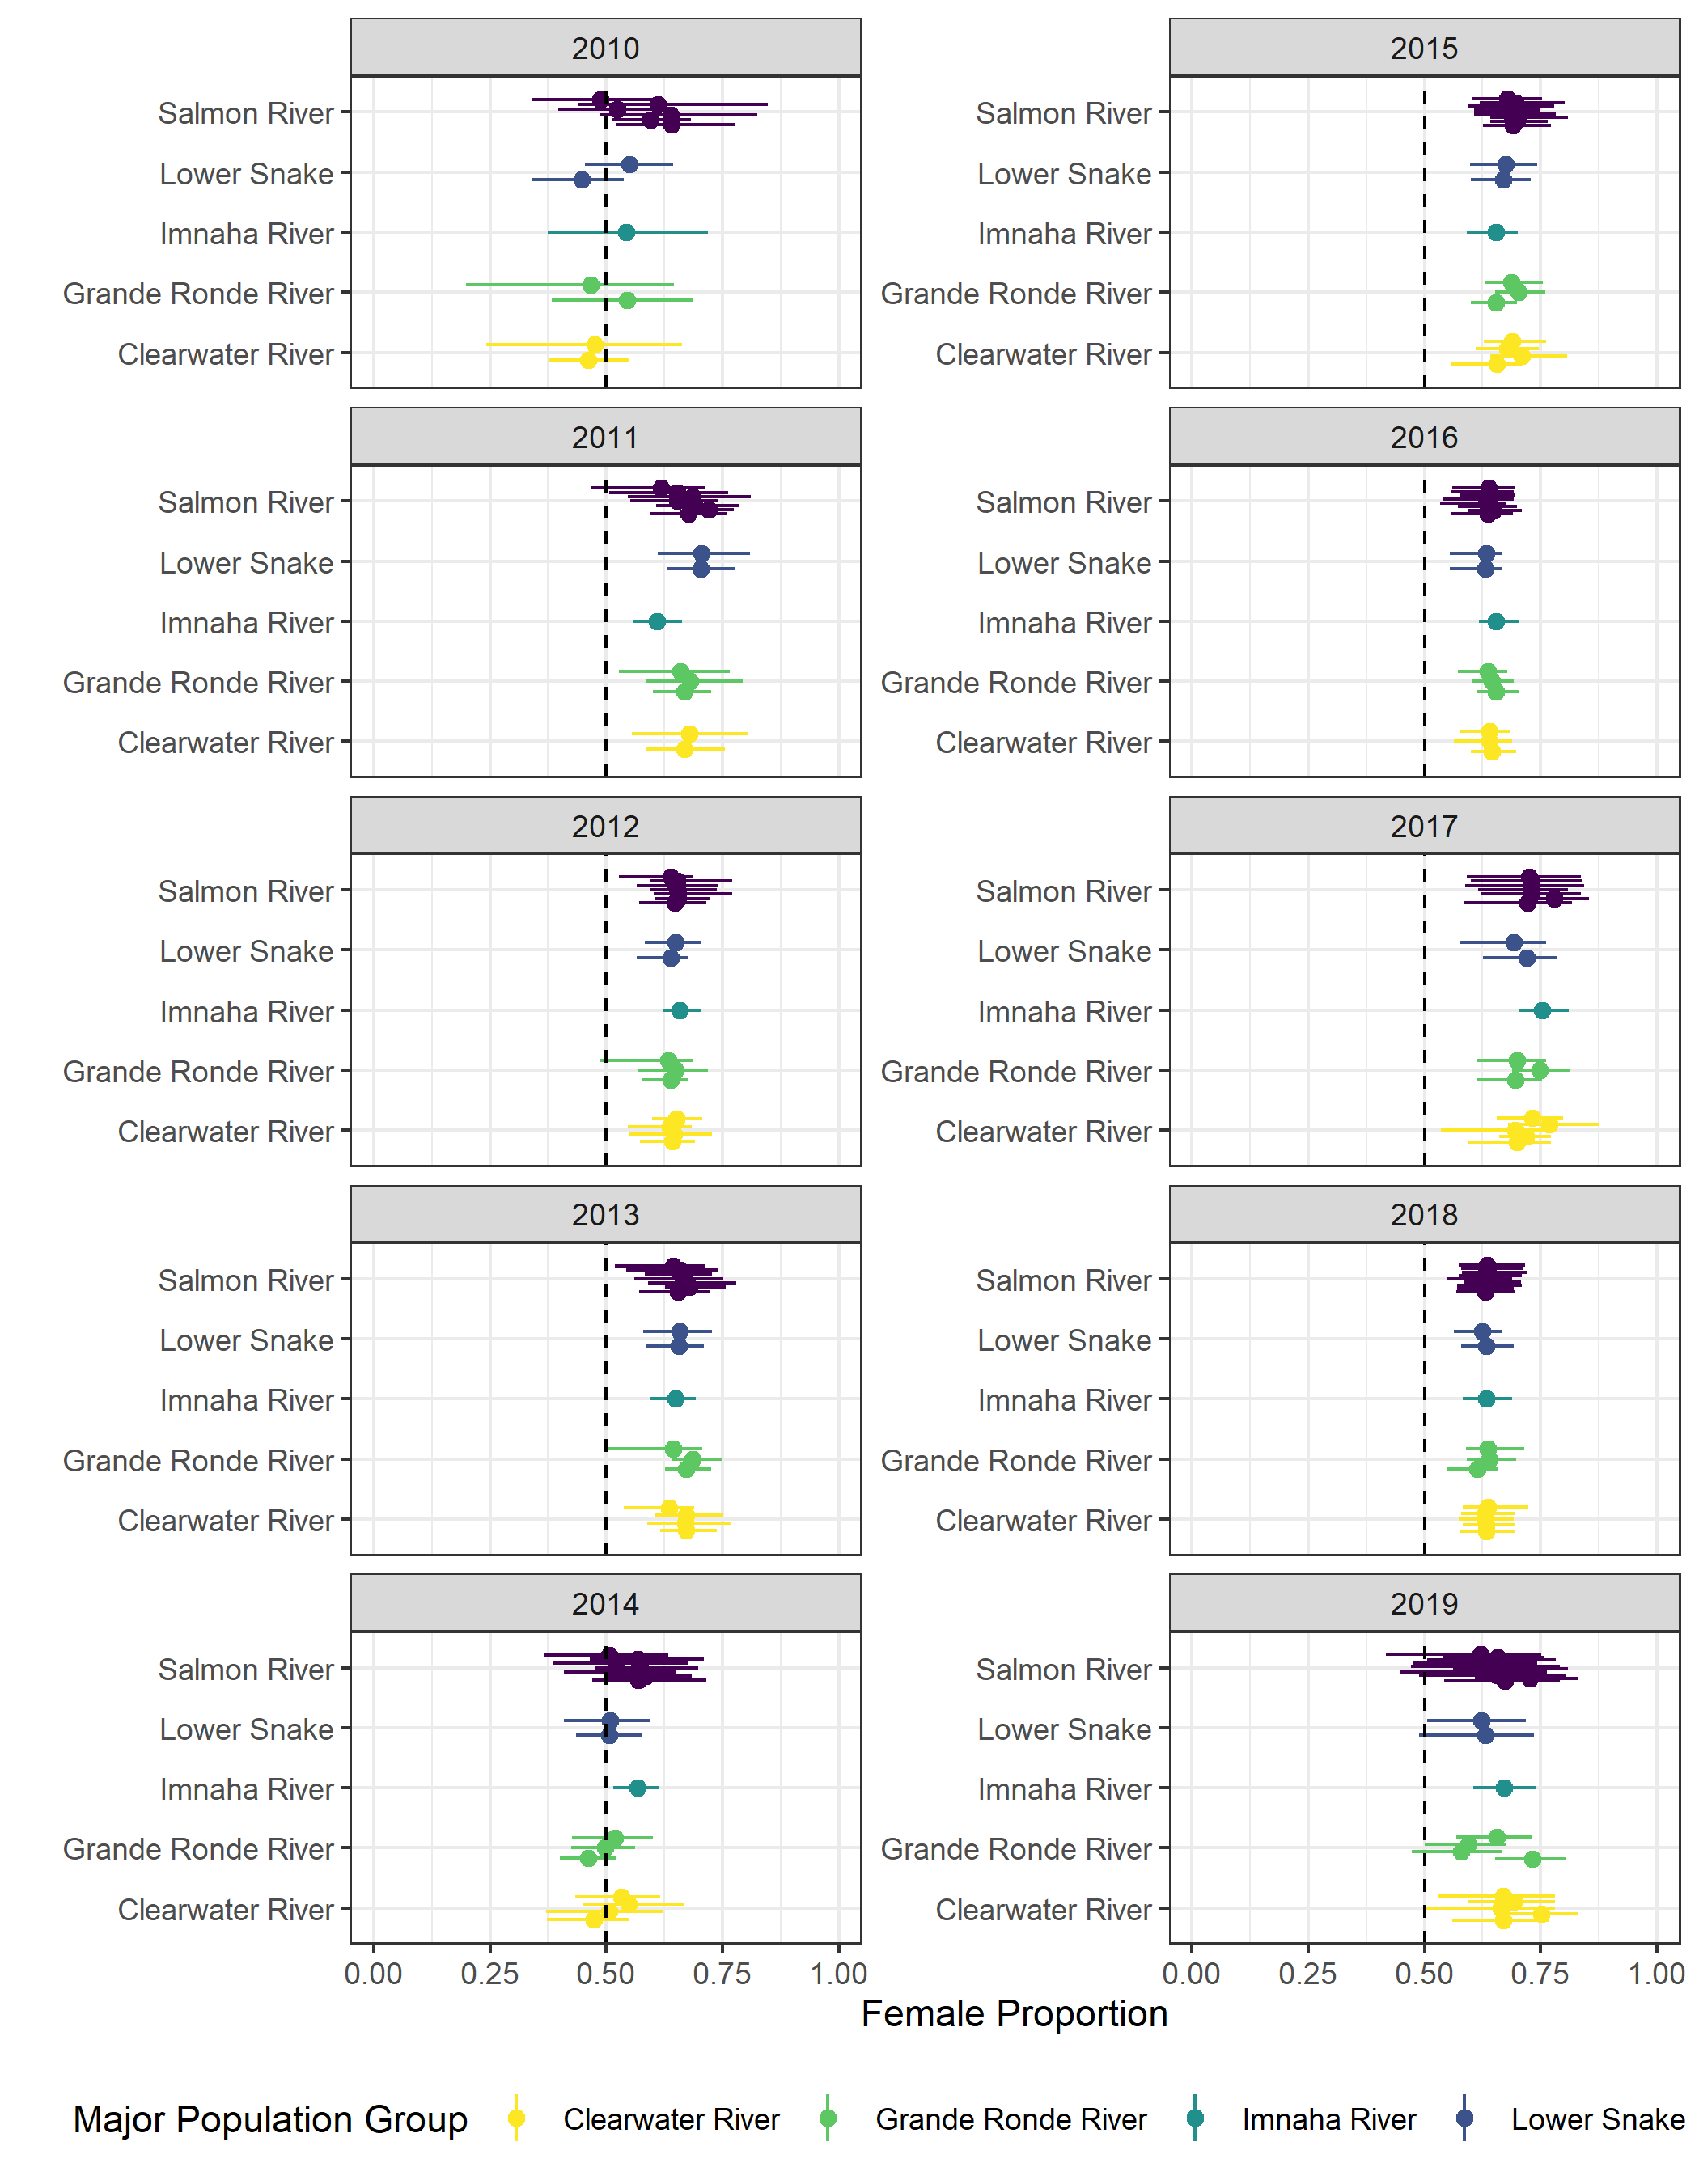 2010
2015
Salmon River
Lower Snake
Imnaha River
Grande Ronde River
Clearwater River
Salmon River
Lower Snake
Imnaha River
Grande Ronde River
Clearwater River
2011
2016
Salmon River
Lower Snake
Imnaha River
Grande Ronde River
Clearwater River
Salmon River
Lower Snake
Imnaha River
Grande Ronde River
Clearwater River
2012
2017
Salmon River
Lower Snake
Imnaha River
Grande Ronde River
Clearwater River
Salmon River
Lower Snake
Imnaha River
Grande Ronde River
Clearwater River
2013
2018
Salmon River
Lower Snake
Imnaha River
Grande Ronde River
Clearwater River
Salmon River
Lower Snake
Imnaha River
Grande Ronde River
Clearwater River
2014
2019
Salmon River
Lower Snake
Imnaha River
Grande Ronde River
Clearwater River
Salmon River
Lower Snake
Imnaha River
Grande Ronde River
Clearwater River
0.00 0.25 0.50 0.75 1.00
0.00 0.25 0.50 0.75 1.00
Female Proportion
Major Population Group Clearwater River Grande Ronde River Imnaha River Lower Snake